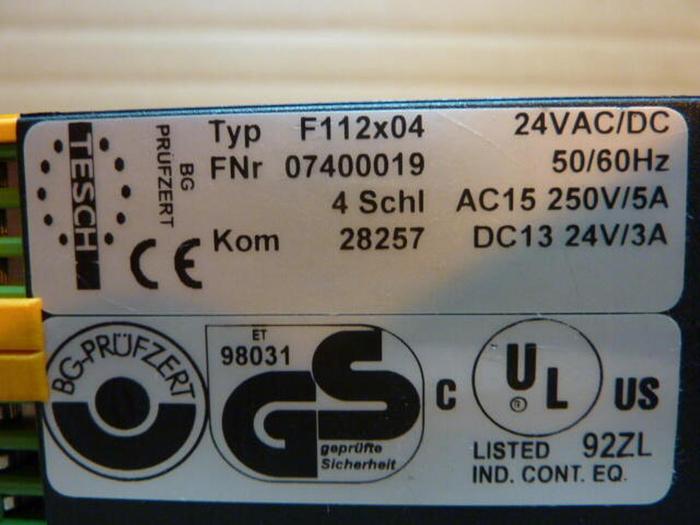 TESCH
BG
PRÜFZERT
CE
Typ F112x04 24VAC/DC
FNr 07400019 50/60Hz
4 Schl AC15 250V/5A
Kom 28257 DC13 24V/3A
BG-PRÜFZERT
ET
98031
GS
geprüfte
Sicherheit
C UL US
®
LISTED 92ZL
IND. CONT. EQ.